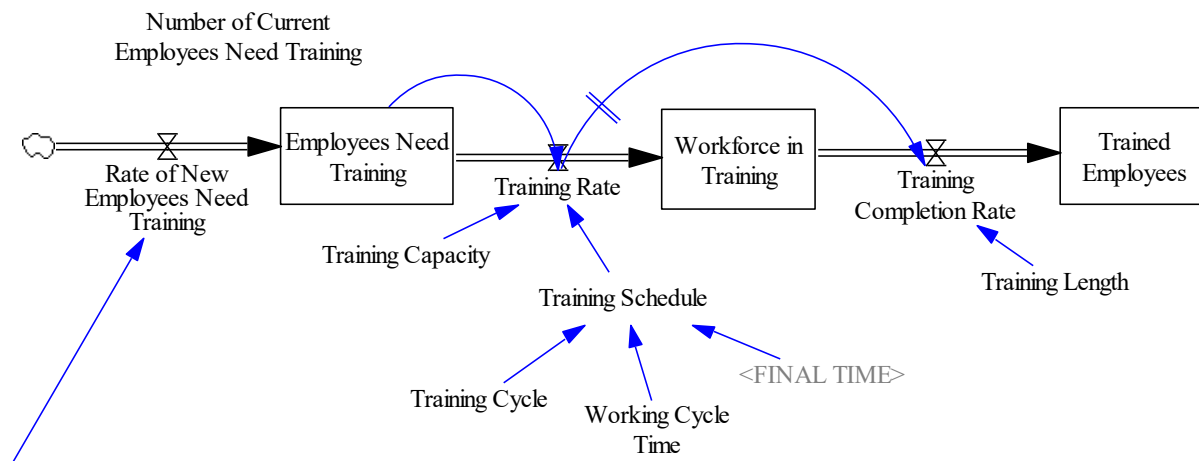 Number of Current
Employees Need Training
Employees Need
Training
Workforce in
Training
Trained
Employees
Rate of New
Employees Need
Training
Training Rate
Training
Completion Rate
Training Capacity
Training Length
Training Schedule
<FINAL TIME>
Training Cycle
Working Cycle
Time